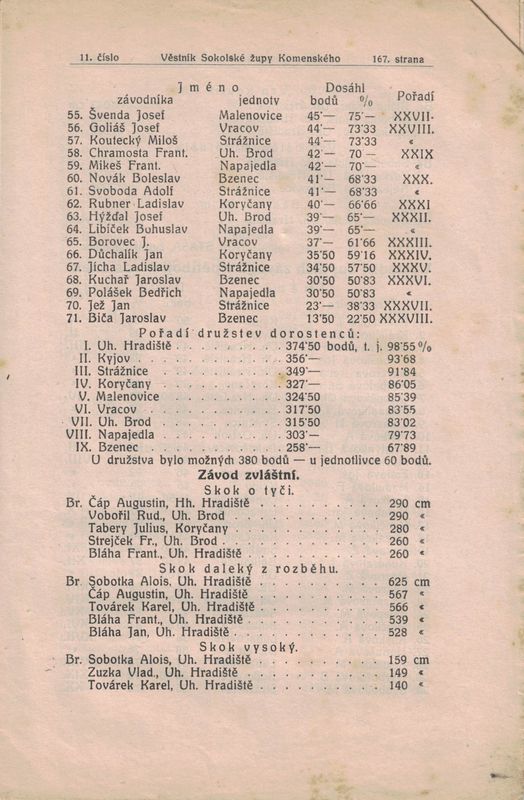 11. číslo Věstník Sokolské župy Komenského 167. strana
Jméno Dosáhl Pořadí
závodníka jednoty bodů %
55. Švenda Josef Malenovice 45'— 75'— XXVII·
56. Goliáš Josef Vracov 44'— 73'33 XXVIII.
57. Koutecký Miloš Strážnice 44'— 73'33 «
58. Chramosta Frant. Uh. Brod 42'— 70— XXIX
59. Mikeš Frant. Napajedla 42'— 70'— «
60. Novák Boleslav Bzenec 41'— 68'33 XXX.
61. Svoboda Adolf Strážnice 41'— 68'33 «
62. Rubner Ladislav Koryčany 40'— 66'66 XXXI
63. Hýžďal Josef Uh. Brod 39'— 65'— XXXII.
64. Libíček Bohuslav Napajedla 39'— 65'— «
65. Borovec J. Vracov 37'— 61'66 XXXIII.
66. Důchalík Jan Koryčany 35'50 59'16 XXXIV.
67. Jícha Ladislav Strážnice 34'50 57'50 XXXV.
68. Kuchař Jaroslav Bzenec 30'50 50'83 XXXVI.
69. Polášek Bedřich Napajedla 30'50 50'83 «
70. Jež Jan Strážnice 23'— 38'33 XXXVII.
71. Biča Jaroslav Bzenec 13'50 22'50 XXXVIII.
Pořadí družstev dorostenců:
I. Uh. Hradiště . . . . . . . . . . 374'50 bodů, t. j. 98'55%
II. Kyjov . . . . . . . . . . . . 356'— 93'68
III. Strážnice . . . . . . . . . . . 349'— 91'84
IV. Koryčany . . . . . . . . . . . 327'— 86'05
V. Malenovice . . . . . . . . . . 324'50 85'39
VI. Vracov . . . . . . . . . . . . 317'50 83'55
VII. Uh. Brod . . . . . . . . . . . 315'50 83'02
VIII. Napajedla . . . . . . . . . . . 303'— 79'73
IX. Bzenec . . . . . . . . . . . . 258'— 67'89
U družstva bylo možných 380 bodů — u jednotlivce 60 bodů.
Závod zvláštní.
Skok o tyči.
Br. Čáp Augustin, Hh. Hradiště . . . . . . . . . . 290 cm
Vobořil Rud., Uh. Brod . . . . . . . . . . . 290 «
Tabery Julius, Koryčany . . . . . . . . . . . 280 «
Strejček Fr., Uh. Brod . . . . . . . . . . . 260 «
Bláha Frant., Uh. Hradiště . . . . . . . . . . 260 «
Skok daleký z rozběhu.
Br. Sobotka Alois, Uh. Hradiště . . . . . . . . . . 625 cm
Čáp Augustin, Uh. Hradiště . . . . . . . . . . 567 «
Továrek Karel, Uh. Hradiště . . . . . . . . . . 566 «
Bláha Frant., Uh. Hradiště . . . . . . . . . . 539 «
Bláha Jan, Uh. Hradiště . . . . . . . . . . . 528 «
Skok vysoký.
Br. Sobotka Alois, Uh. Hradiště . . . . . . . . . . 159 cm
Zuzka Vlad., Uh. Hradiště . . . . . . . . . . 149 «
Továrek Karel, Uh. Hradiště . . . . . . . . . . 140 «